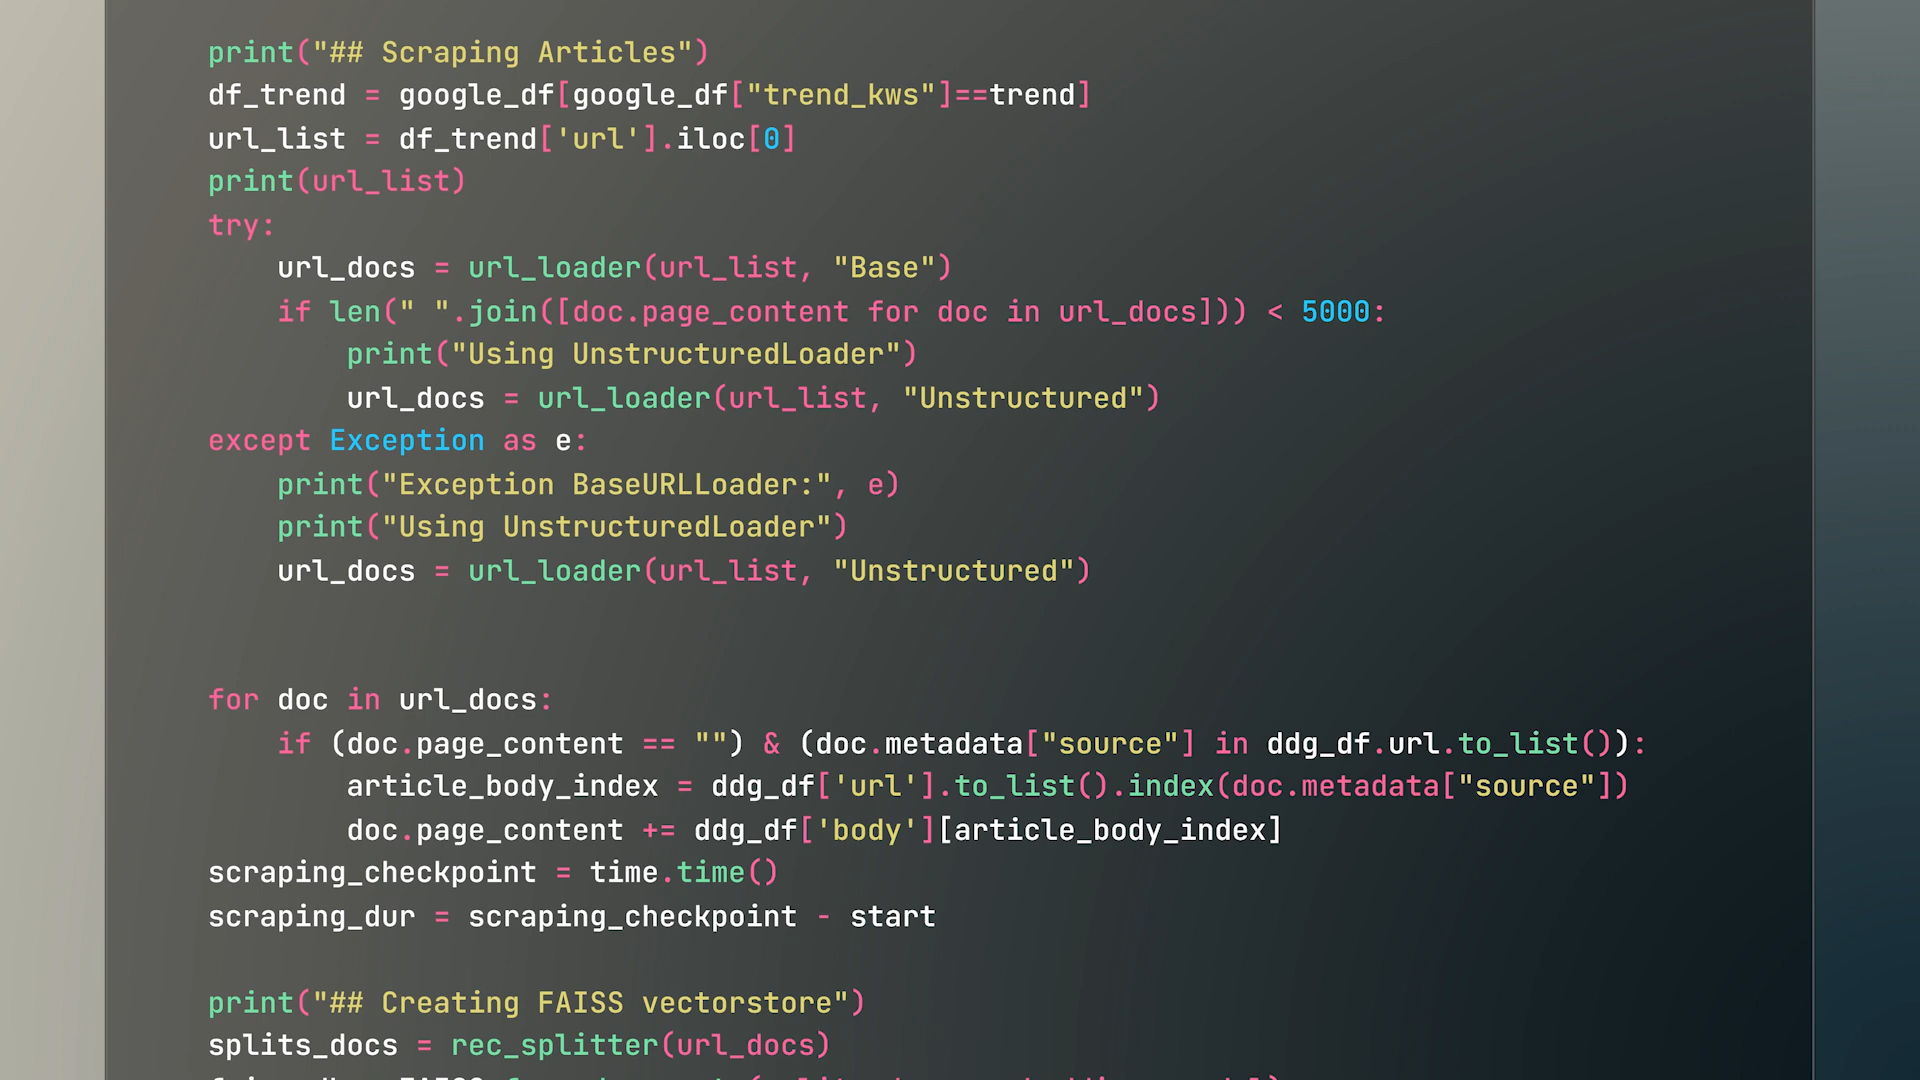 print("## Scraping Articles")
df_trend = google_df[google_df["trend_kws"]==trend]
url_list = df_trend['url'].iloc[0]
print(url_list)
try:
    url_docs = url_loader(url_list, "Base")
    if len(" ".join([doc.page_content for doc in url_docs])) < 5000:
        print("Using UnstructuredLoader")
        url_docs = url_loader(url_list, "Unstructured")
except Exception as e:
    print("Exception BaseURLLoader:", e)
    print("Using UnstructuredLoader")
    url_docs = url_loader(url_list, "Unstructured")
for doc in url_docs:
    if (doc.page_content == "") & (doc.metadata["source"] in ddg_df.url.to_list()):
        article_body_index = ddg_df['url'].to_list().index(doc.metadata["source"])
        doc.page_content += ddg_df['body'][article_body_index]
scraping_checkpoint = time.time()
scraping_dur = scraping_checkpoint - start
print("## Creating FAISS vectorstore")
splits_docs = rec_splitter(url_docs)